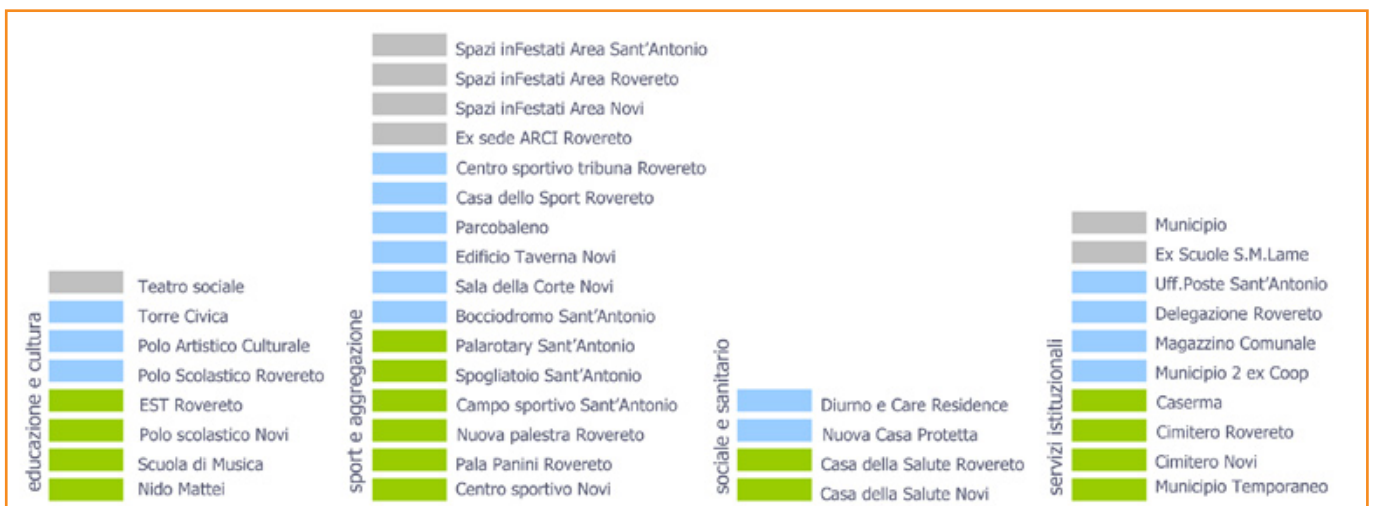 educazione e cultura
Teatro sociale
Torre Civica
Polo Artistico Culturale
Polo Scolastico Rovereto
EST Rovereto
Polo scolastico Novi
Scuola di Musica
Nido Mattei
sport e aggregazione
Spazi inFestati Area Sant'Antonio
Spazi inFestati Area Rovereto
Spazi inFestati Area Novi
Ex sede ARCI Rovereto
Centro sportivo tribuna Rovereto
Casa dello Sport Rovereto
Parcobaleno
Edificio Taverna Novi
Sala della Corte Novi
Bocciodromo Sant'Antonio
Palarotary Sant'Antonio
Spogliatoio Sant'Antonio
Campo sportivo Sant'Antonio
Nuova palestra Rovereto
Pala Panini Rovereto
Centro sportivo Novi
sociale e sanitario
Diurno e Care Residence
Nuova Casa Protetta
Casa della Salute Rovereto
Casa della Salute Novi
servizi istituzionali
Municipio
Ex Scuole S.M.Lame
Uff.Poste Sant'Antonio
Delegazione Rovereto
Magazzino Comunale
Municipio 2 ex Coop
Caserma
Cimitero Rovereto
Cimitero Novi
Municipio Temporaneo